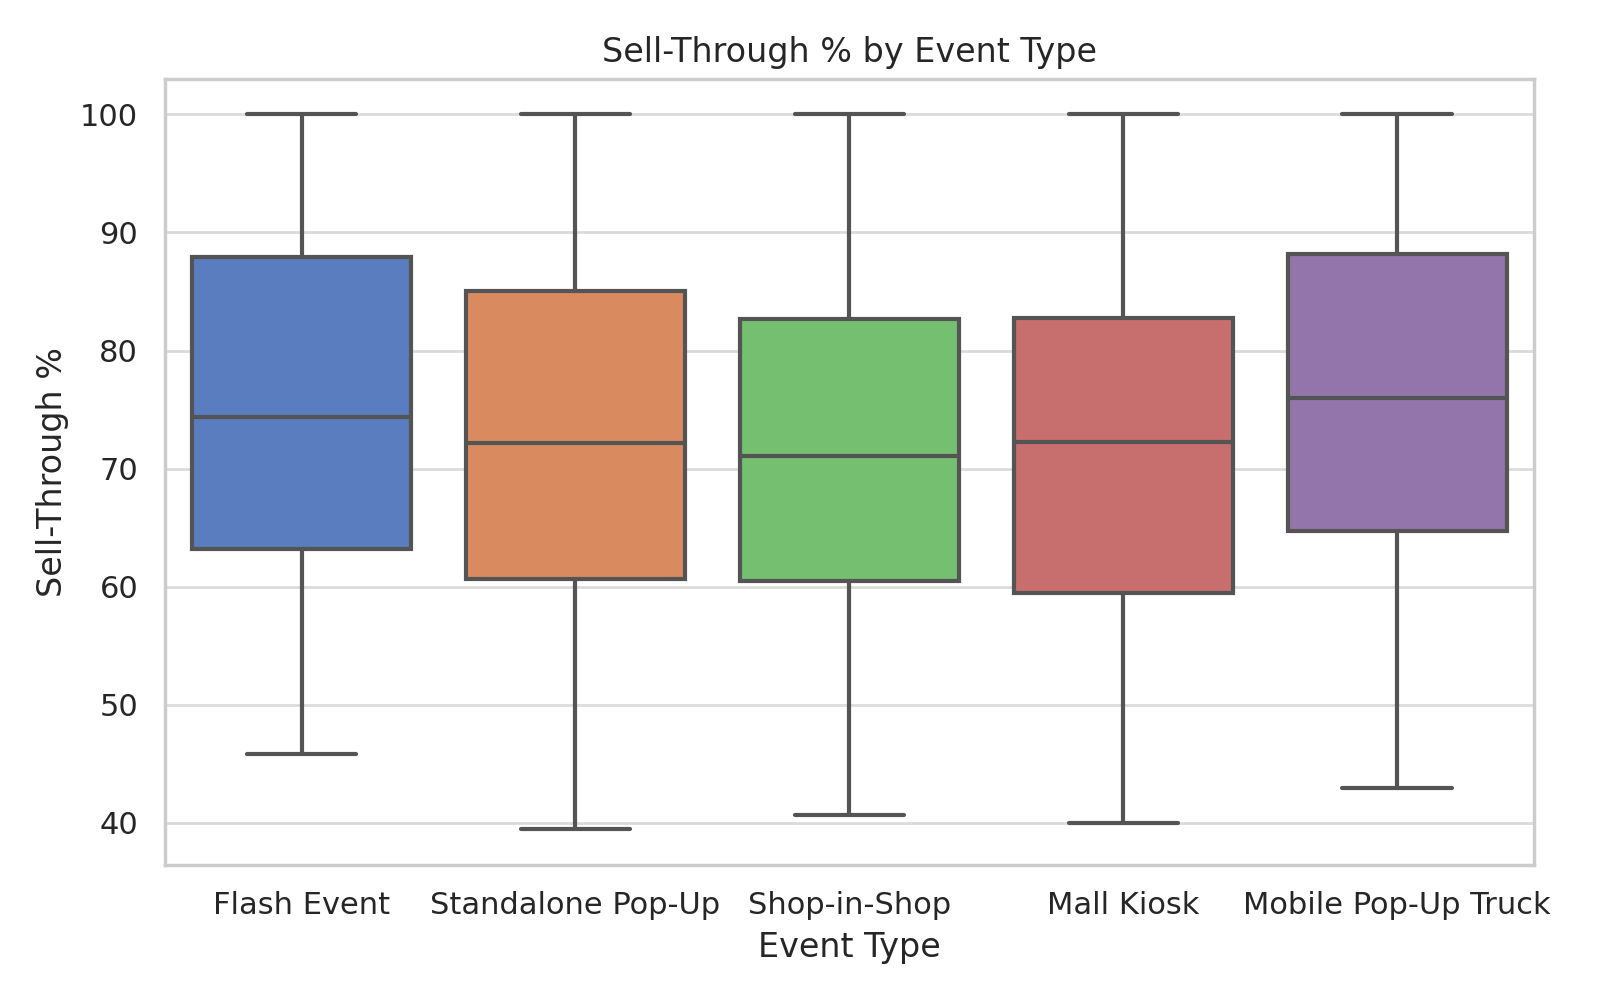 Sell-Through % by Event Type
Sell-Through %
100
90
80
70
60
50
40
Flash Event
Standalone Pop-Up
Shop-in-Shop
Mall Kiosk
Mobile Pop-Up Truck
Event Type